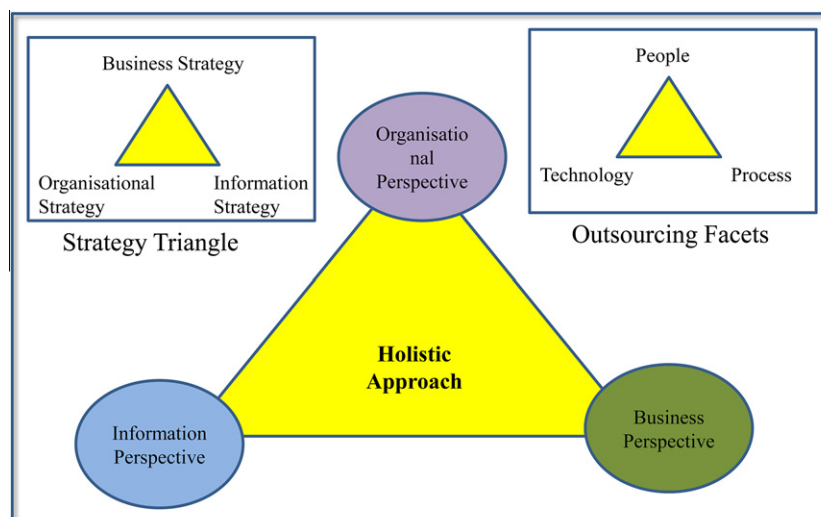 Business Strategy
Organisational
Strategy
Information
Strategy
Strategy Triangle
People
Technology
Process
Outsourcing Facets
Organisatio
nal
Perspective
Holistic
Approach
Information
Perspective
Business
Perspective